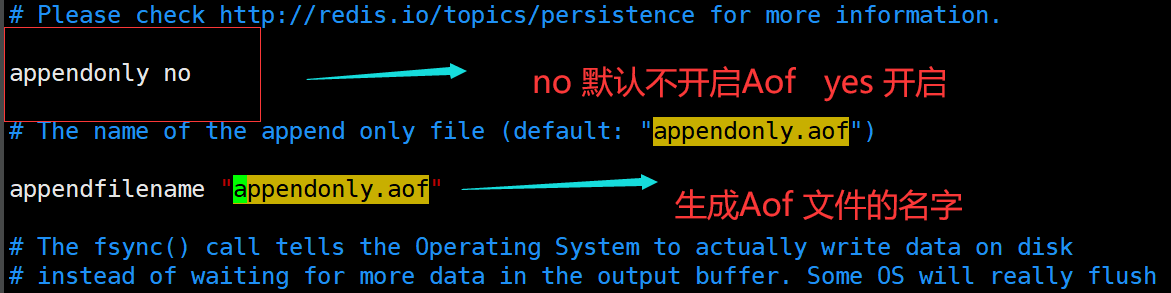 # Please check http://redis.io/topics/persistence for more information.
appendonly no
no 默认不开启Aof   yes 开启
# The name of the append only file (default: "appendonly.aof")
appendfilename "appendonly.aof"
生成Aof 文件的名字
# The fsync() call tells the Operating System to actually write data on disk
# instead of waiting for more data in the output buffer. Some OS will really flush